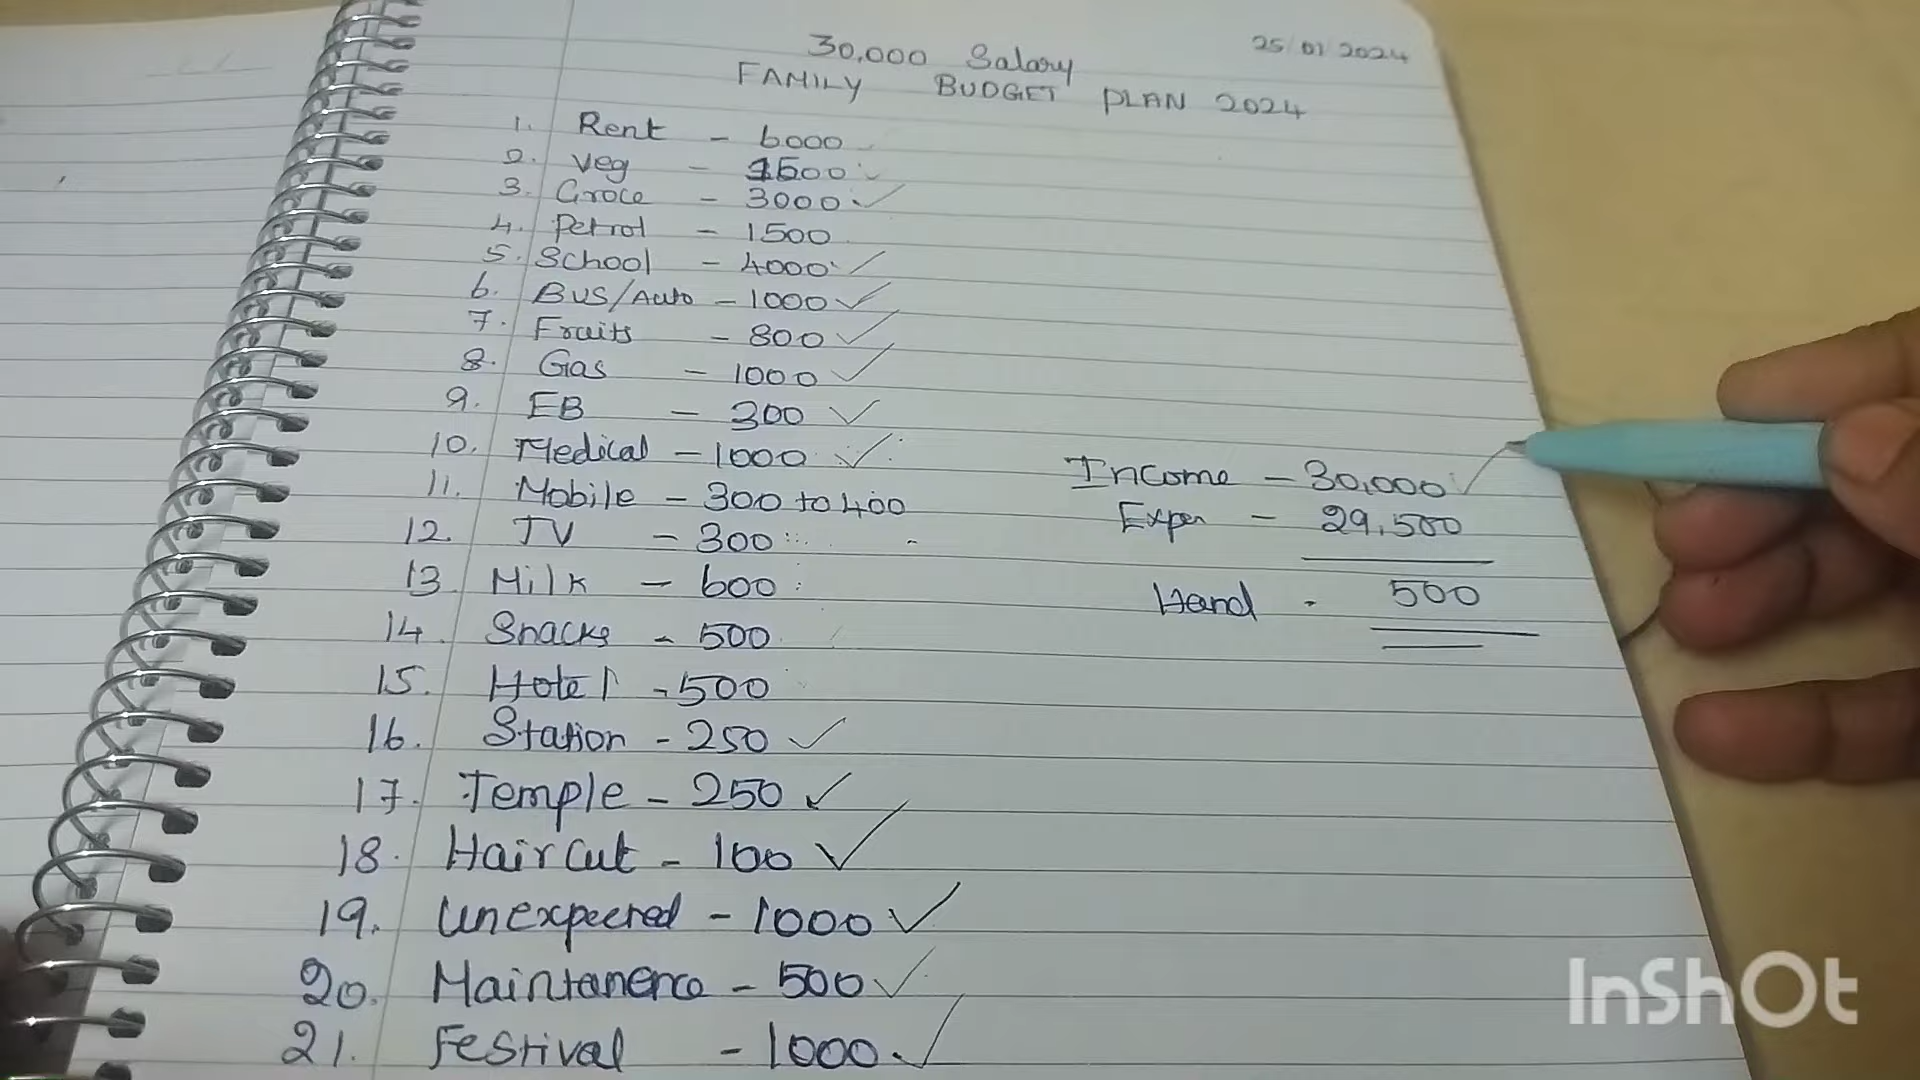 25/01/2024
30,000 Salary
FAMILY BUDGET PLAN 2024
1. Rent - 6000
2. Veg - 1500
3. Groce - 3000
4. Petrol - 1500
5. School - 4000
6. BUS/Auto - 1000
7. Fruits - 800
8. Gas - 1000
9. EB - 300
10. Medical - 1000
11. Mobile - 300 to 400
12. TV - 300
13. Milk - 600
14. Snacks - 500
15. Hotel - 500
16. Station - 250
17. Temple - 250
18. Haircut - 100
19. Unexpected - 1000
20. Maintanence - 500
21. Festival - 1000
Income - 30,000
Expen - 29,500
Hand - 500
InShOt